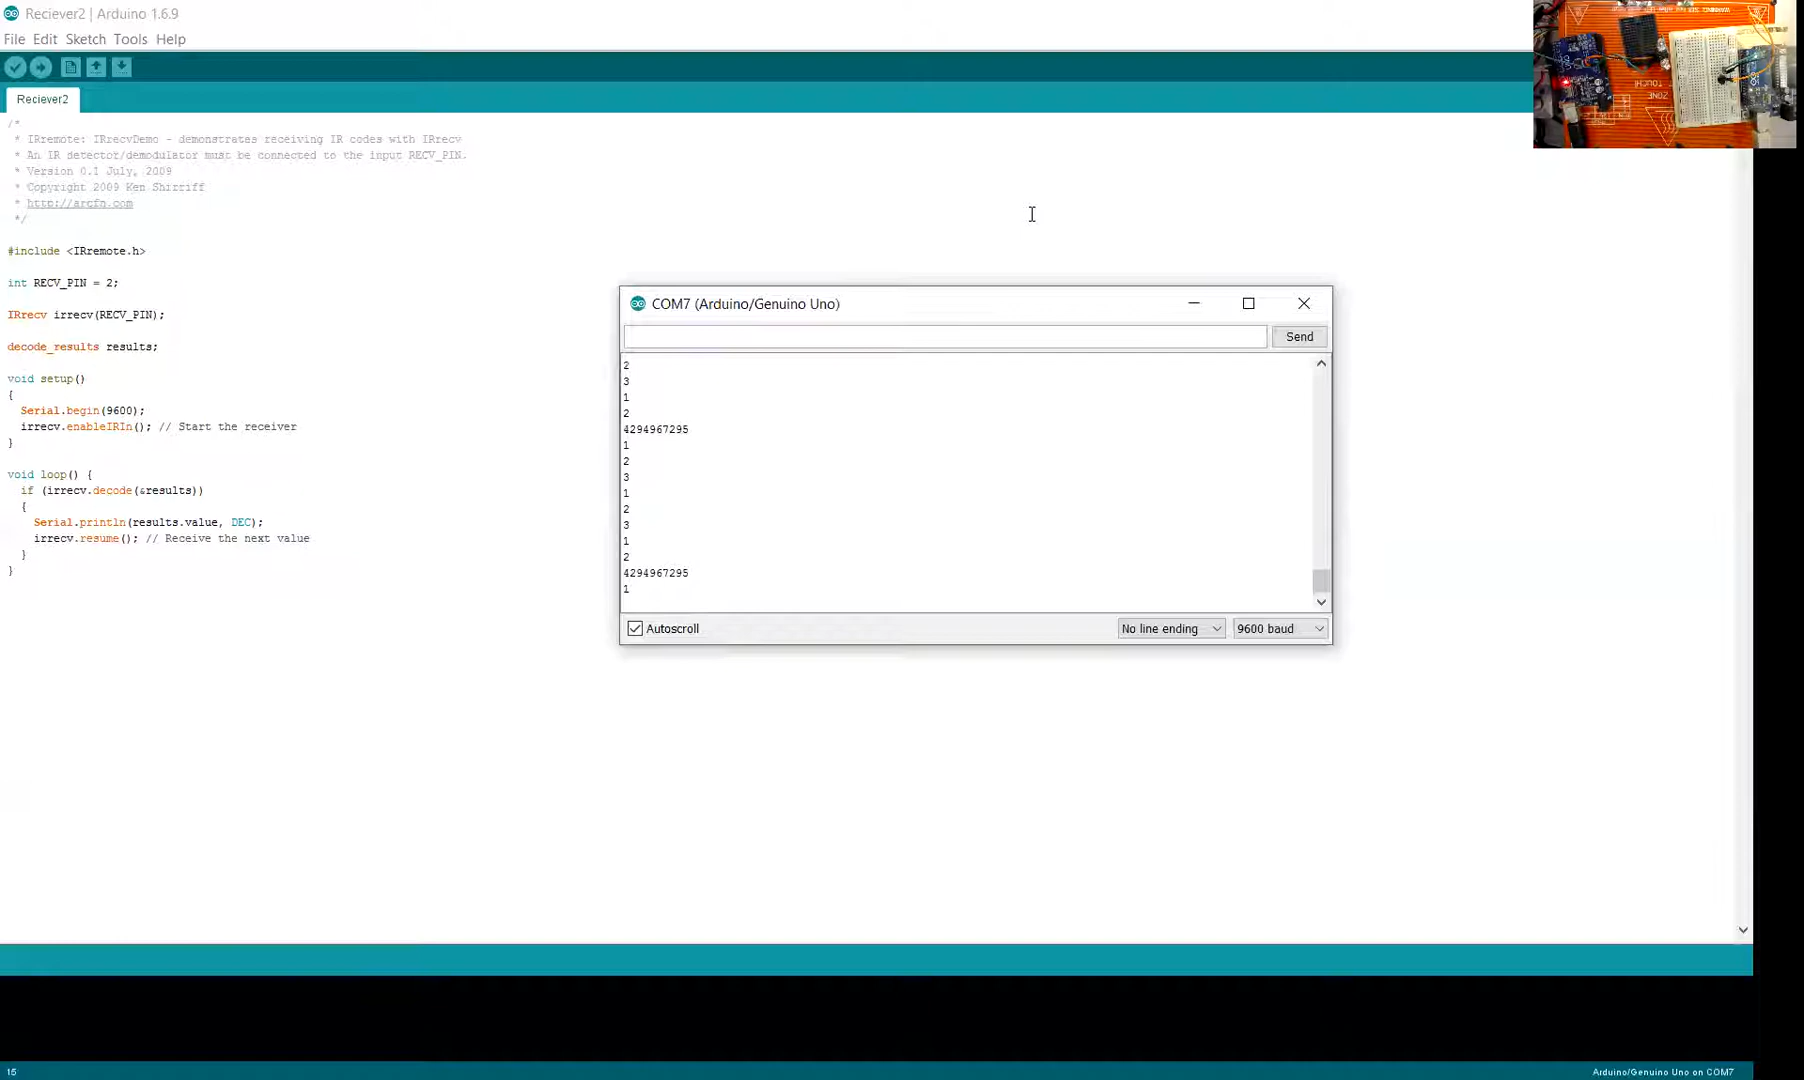 Reciever2 | Arduino 1.6.9
File Edit Sketch Tools Help
Reciever2
/*
* IRremote: IRrecvDemo - demonstrates receiving IR codes with IRrecv
* An IR detector/demodulator must be connected to the input RECV_PIN.
* Version 0.1 July, 2009
* Copyright 2009 Ken Shirriff
* http://arcfn.com
*/
#include <IRremote.h>
int RECV_PIN = 2;
IRrecv irrecv(RECV_PIN);
decode_results results;
void setup()
{
Serial.begin(9600);
irrecv.enableIRIn(); // Start the receiver
}
void loop() {
if (irrecv.decode(&results))
{
Serial.println(results.value, DEC);
irrecv.resume(); // Receive the next value
}
}
COM7 (Arduino/Genuino Uno)
Send
2
3
1
2
4294967295
1
2
3
1
2
3
1
2
4294967295
1
Autoscroll
No line ending
9600 baud
ZONE
TOUCH!
15
Arduino/Genuino Uno on COM7